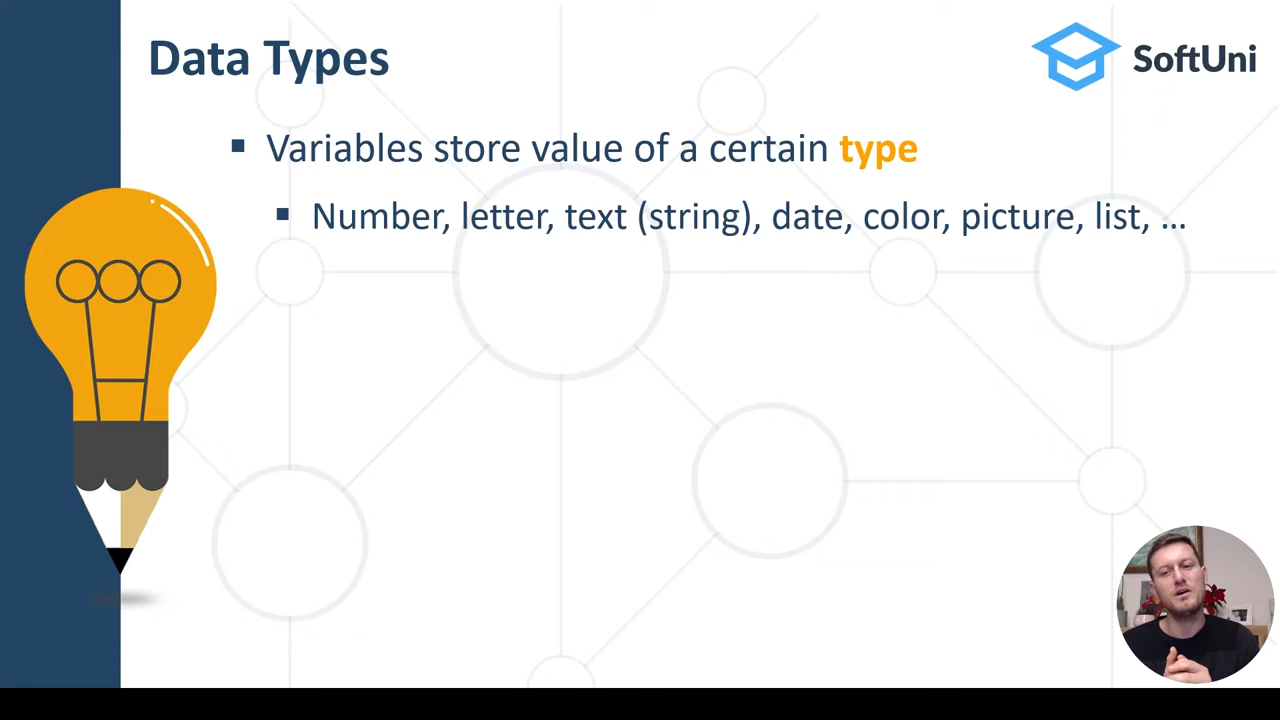 Data Types
SoftUni
▪ Variables store value of a certain type
▪ Number, letter, text (string), date, color, picture, list, ...